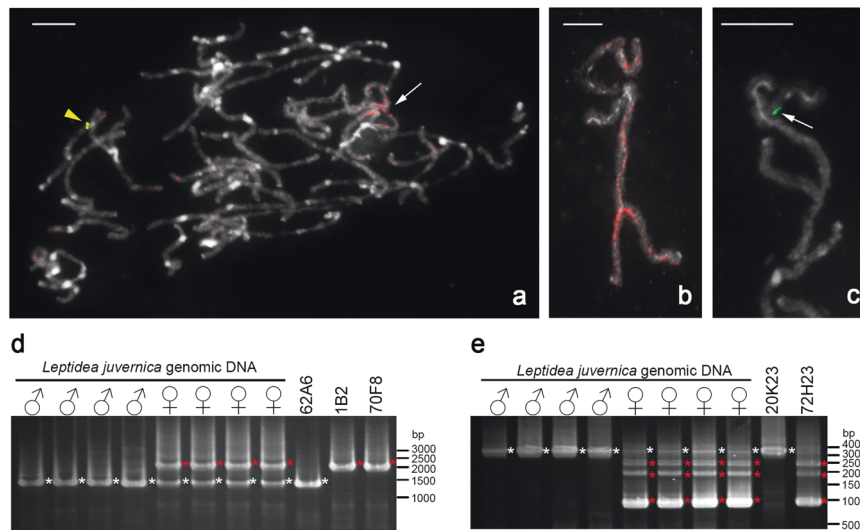 a
b
c
d
Leptidea juvernica genomic DNA
♂ ♂ ♂ ♂ ♀ ♀ ♀ ♀ 62A6 1B2 70F8
bp
3000
2500
2000
1500
1000
e
Leptidea juvernica genomic DNA
♂ ♂ ♂ ♂ ♀ ♀ ♀ ♀ 20K23 72H23
bp
400
300
250
200
150
100
500